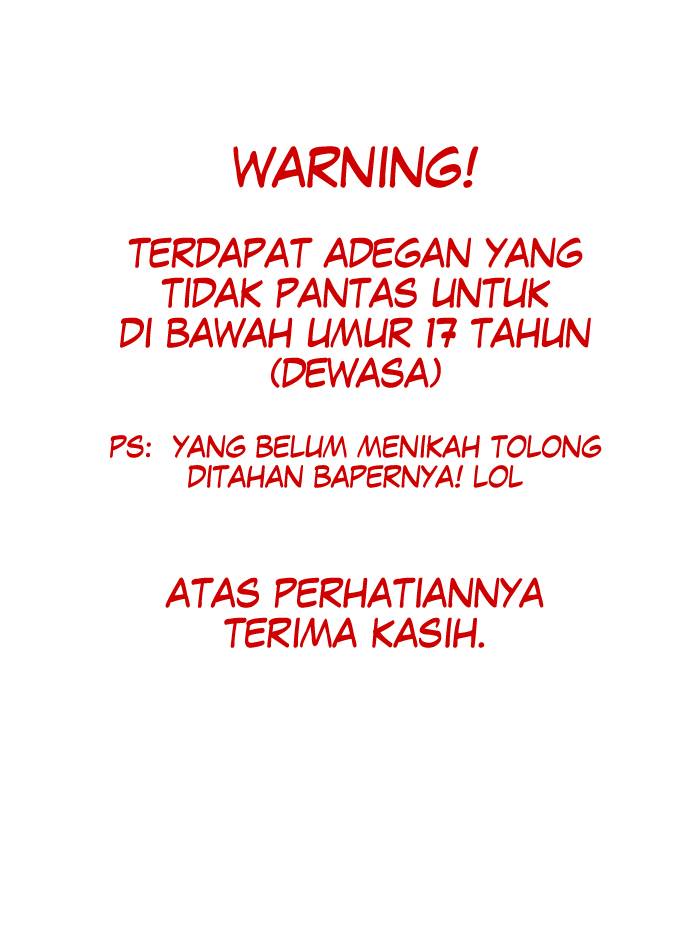 WARNING!
TERDAPAT ADEGAN YANG
TIDAK PANTAS UNTUK
DI BAWAH UMUR 17 TAHUN
(DEWASA)
PS: YANG BELUM MENIKAH TOLONG
DITAHAN BAPERNYA! LOL
ATAS PERHATIANNYA
TERIMA KASIH.